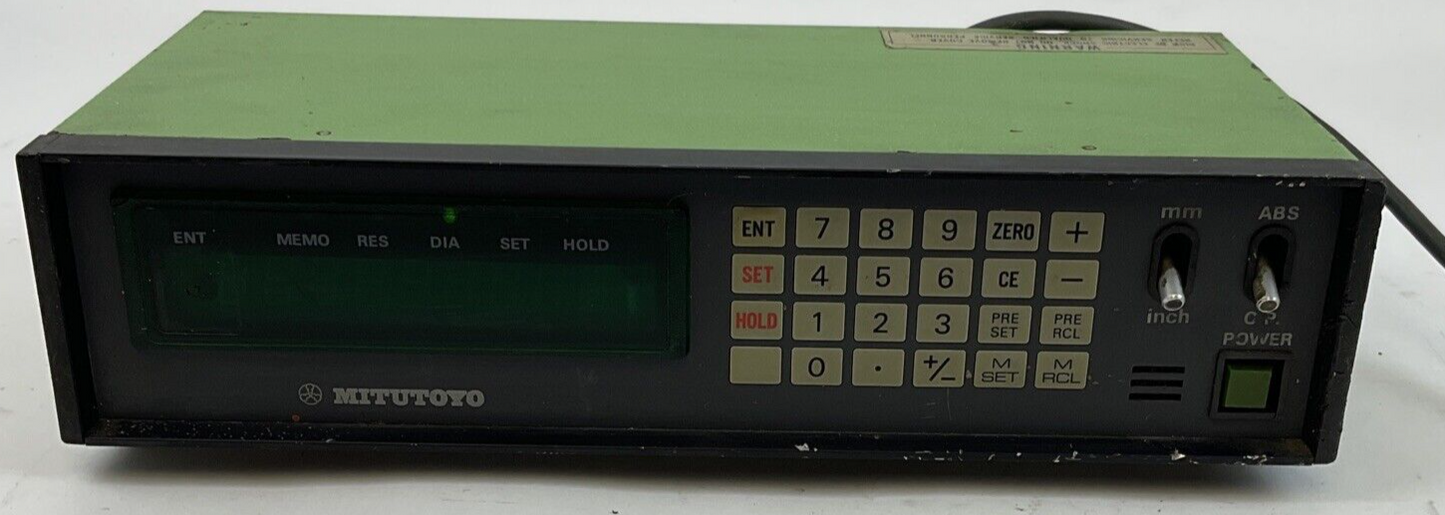 WARNING
ENT MEMO RES DIA SET HOLD
MITUTOYO
ENT 7 8 9 ZERO +
SET 4 5 6 CE −
HOLD 1 2 3 PRE SET PRE RCL
0 · +/− M SET M RCL
mm ABS
inch
POWER